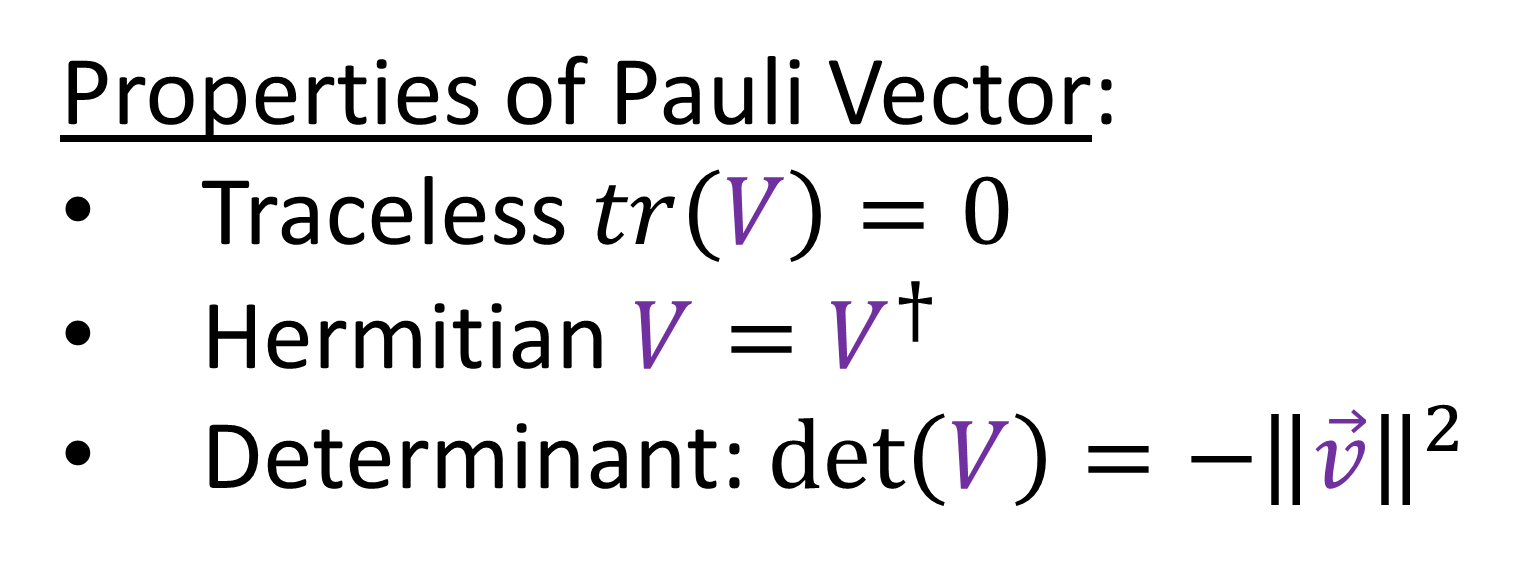 Properties of Pauli Vector:
• Traceless tr(V) = 0
• Hermitian V = V†
• Determinant: det(V) = −‖v⃗‖²